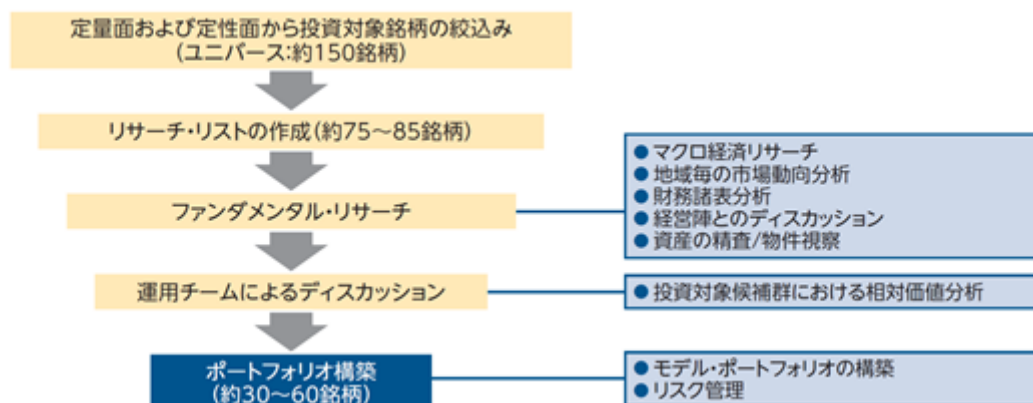 定量面および定性面から投資対象銘柄の絞込み
(ユニバース:約150銘柄)
リサーチ・リストの作成(約75～85銘柄)
ファンダメンタル・リサーチ
● マクロ経済リサーチ
● 地域毎の市場動向分析
● 財務諸表分析
● 経営陣とのディスカッション
● 資産の精査/物件視察
運用チームによるディスカッション
● 投資対象候補群における相対価値分析
ポートフォリオ構築
(約30～60銘柄)
● モデル・ポートフォリオの構築
● リスク管理